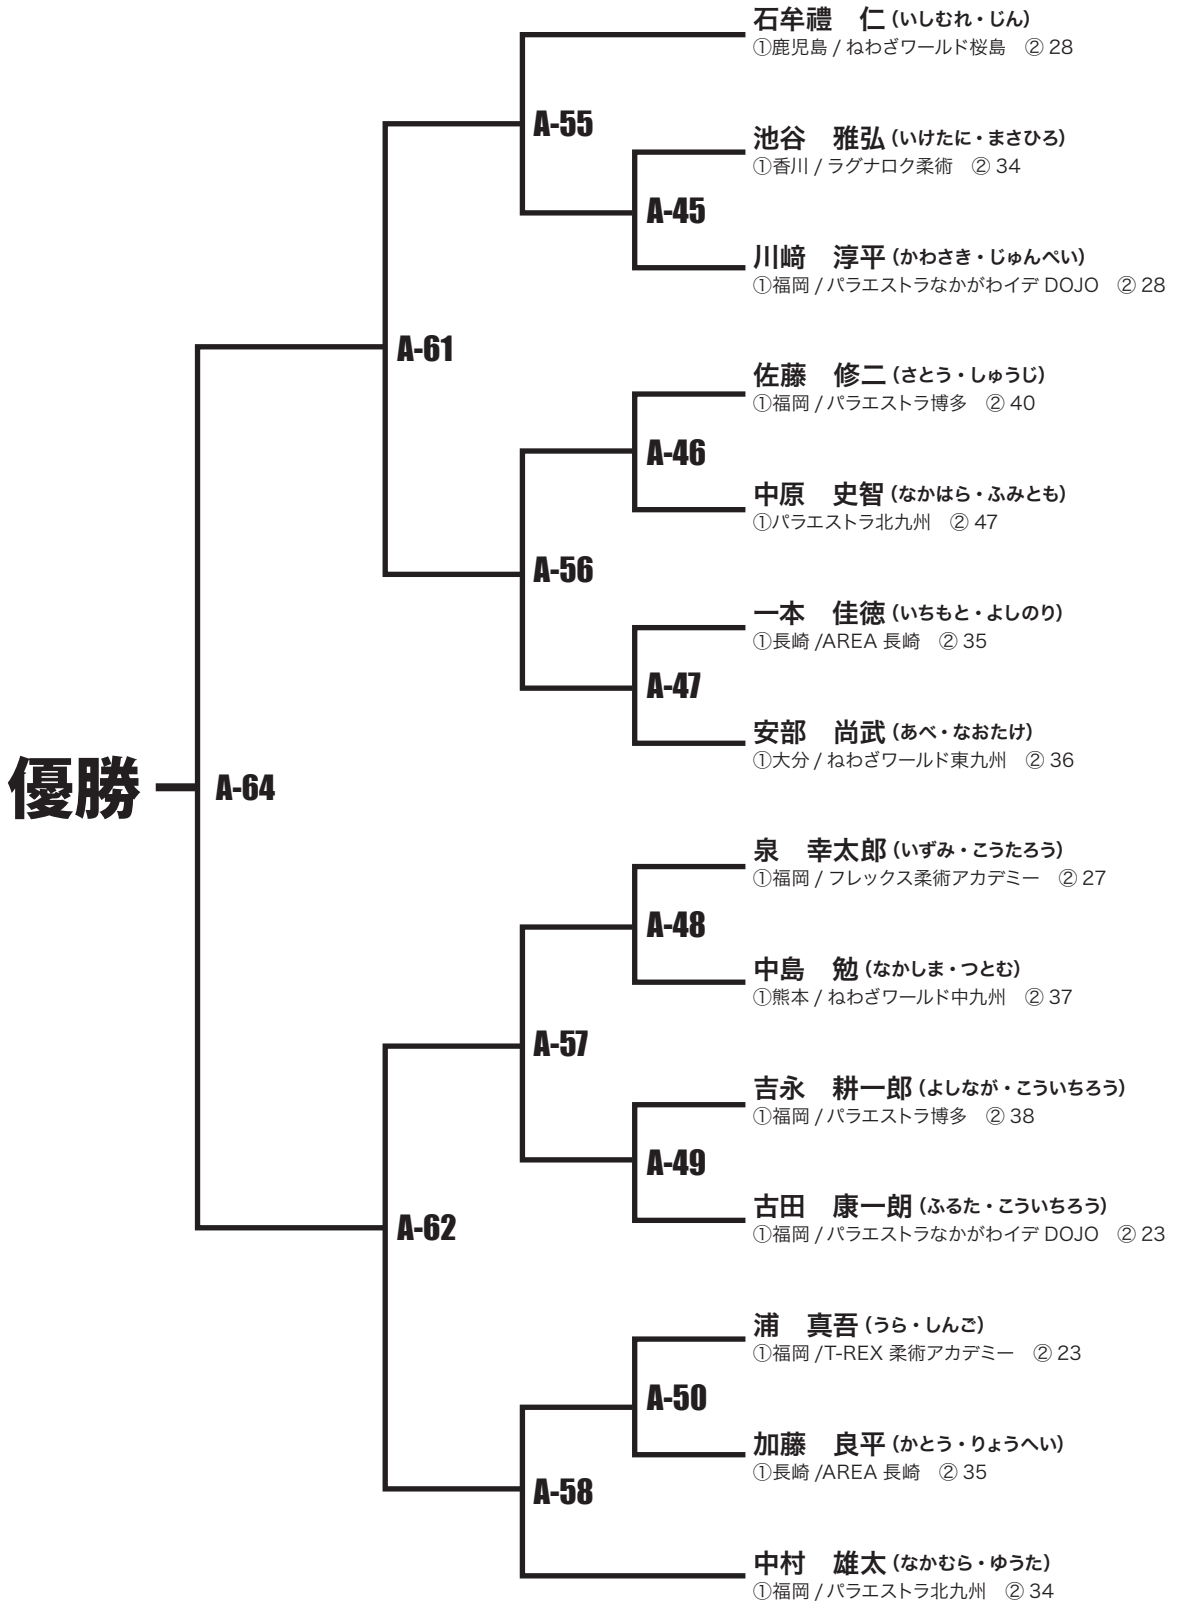 石牟禮　仁（いしむれ・じん）
①鹿児島 / ねわざワールド桜島　② 28
A-55
池谷　雅弘（いけたに・まさひろ）
①香川 / ラグナロク柔術　② 34
A-45
川﨑　淳平（かわさき・じゅんぺい）
①福岡 / パラエストラなかがわイデ DOJO　② 28
A-61
佐藤　修二（さとう・しゅうじ）
①福岡 / パラエストラ博多　② 40
A-46
中原　史智（なかはら・ふみとも）
①パラエストラ北九州　② 47
A-56
一本　佳徳（いちもと・よしのり）
①長崎 /AREA 長崎　② 35
A-47
安部　尚武（あべ・なおたけ）
①大分 / ねわざワールド東九州　② 36
優勝
A-64
泉　幸太郎（いずみ・こうたろう）
①福岡 / フレックス柔術アカデミー　② 27
A-48
中島　勉（なかしま・つとむ）
①熊本 / ねわざワールド中九州　② 37
A-57
吉永　耕一郎（よしなが・こういちろう）
①福岡 / パラエストラ博多　② 38
A-49
古田　康一朗（ふるた・こういちろう）
①福岡 / パラエストラなかがわイデ DOJO　② 23
A-62
浦　真吾（うら・しんご）
①福岡 /T-REX 柔術アカデミー　② 23
A-50
加藤　良平（かとう・りょうへい）
①長崎 /AREA 長崎　② 35
A-58
中村　雄太（なかむら・ゆうた）
①福岡 / パラエストラ北九州　② 34